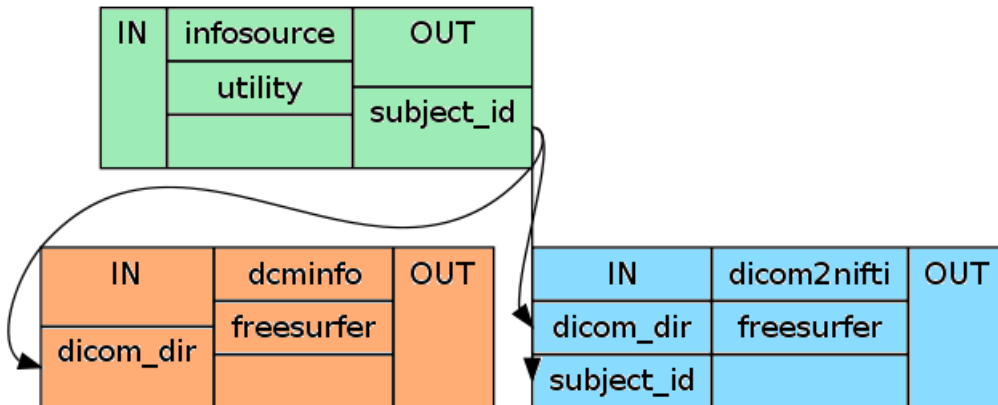 IN infosource OUT
utility
subject_id
IN dcminfo OUT
freesurfer
dicom_dir
IN dicom2nifti OUT
dicom_dir freesurfer
subject_id